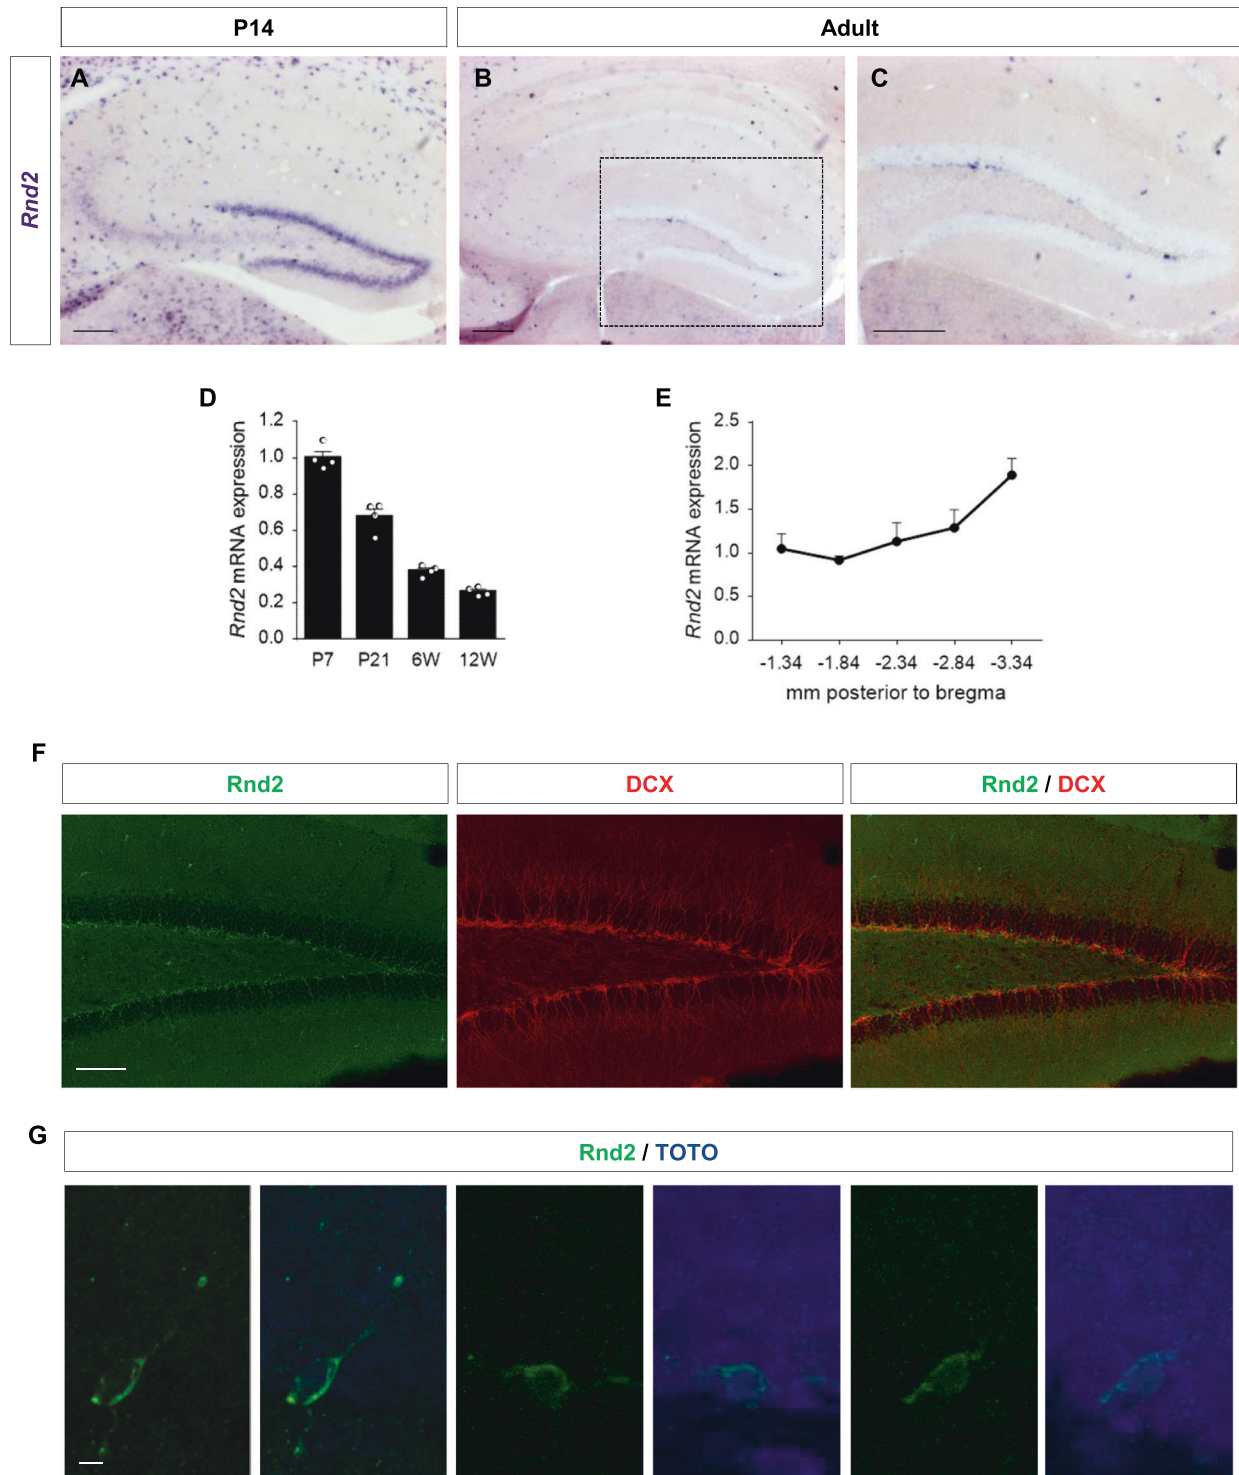 P14
Adult
Rnd2
A
B
C
D
Rnd2 mRNA expression
1.2
1.0
0.8
0.6
0.4
0.2
0.0
P7 P21 6W 12W
E
Rnd2 mRNA expression
2.5
2.0
1.5
1.0
0.5
0.0
-1.34 -1.84 -2.34 -2.84 -3.34
mm posterior to bregma
F
Rnd2
DCX
Rnd2 / DCX
G
Rnd2 / TOTO